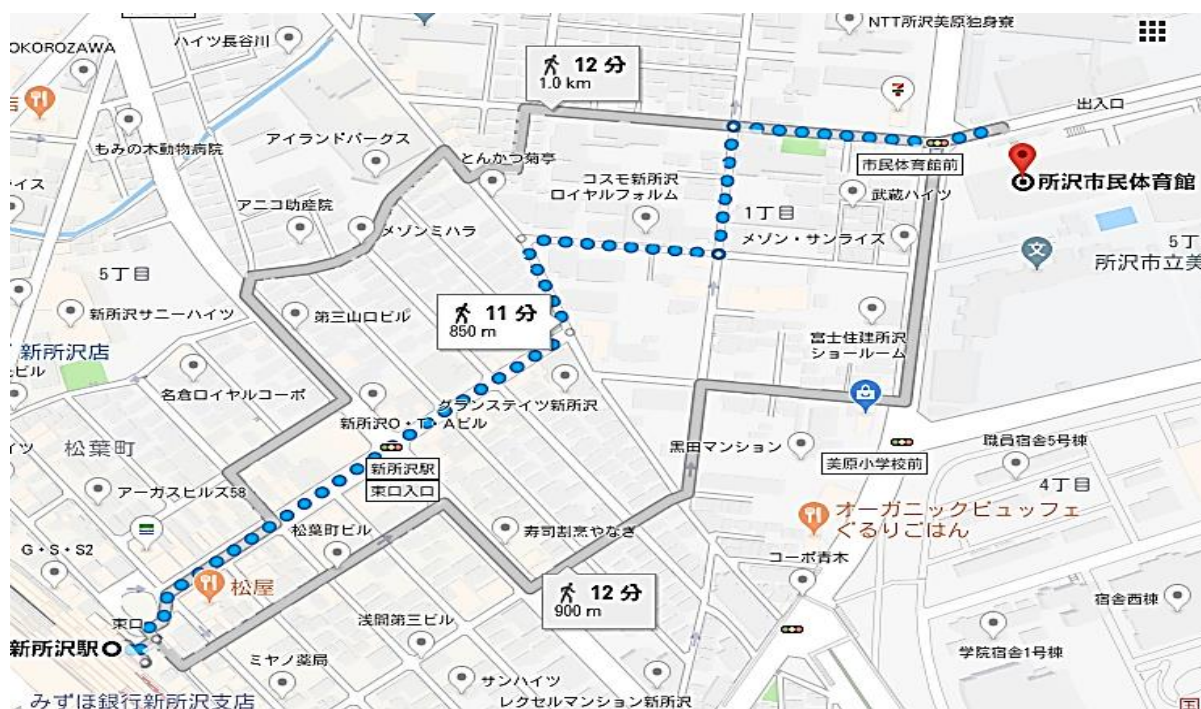 NTT所沢美原独身寮
OKOROZAWA
ハイツ長谷川
12 分
1.0 km
出入口
もみの木動物病院
アイランドパークス
とんかつ菊亭
市民体育館前
コスモ新所沢
ロイヤルフォルム
武蔵ハイツ
所沢市民体育館
イス
アニコ助産院
メゾンミハラ
1丁目
メゾン・サンライズ
5丁
所沢市立美
5丁目
新所沢サニーハイツ
第三山口ビル
11 分
850 m
富士住建所沢
ショールーム
新所沢店
ビル
名倉ロイヤルコーポ
グランステイツ新所沢
新所沢O・T・Aビル
松葉町
新所沢駅
東口入口
黒田マンション
美原小学校前
職員宿舎5号棟
4丁目
アーガスヒルズ58
松葉町ビル
寿司割烹やなぎ
オーガニックビュッフェ
ぐるりごはん
G・S・S2
松屋
コーポ青木
12 分
900 m
宿舎西棟
東口
新所沢駅
浅間第三ビル
学院宿舎1号棟
ミヤノ薬局
サンハイツ
みずほ銀行新所沢支店
レクセルマンション新所沢